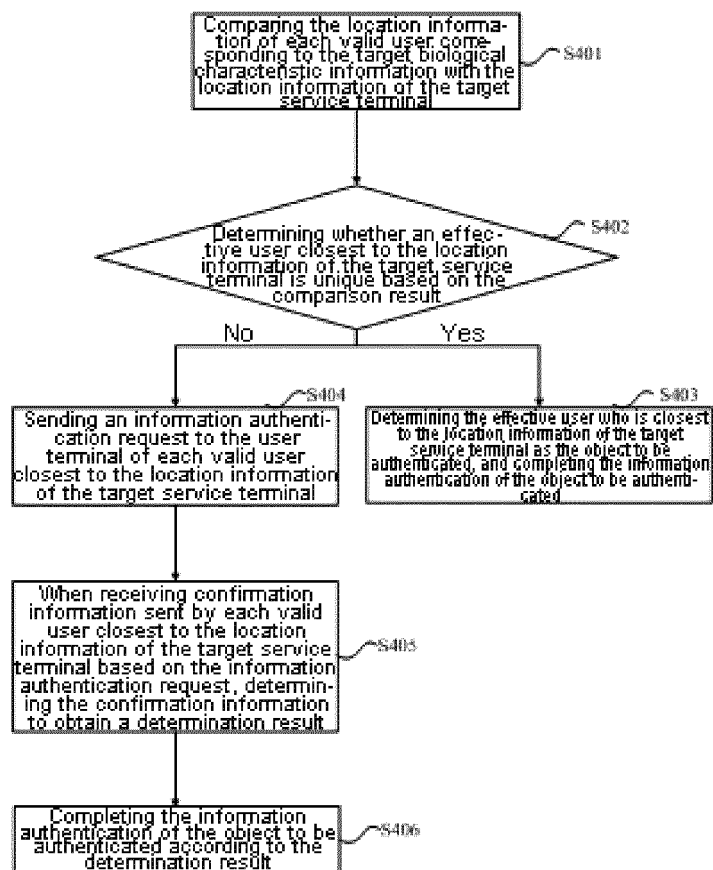 Comparing the location informa-
tion of each valid user corre-
sponding to the target biological
characteristic information with the
location information of the target
service terminal
S401
Determining whether an effec-
tive user closest to the location
information of the target service
terminal is unique based on the
comparison result
S402
No
Yes
S404
Sending an information authenti-
cation request to the user
terminal of each valid user
closest to the location information
of the target service terminal
S403
Determining the effective user who is closest
to the location information of the target
service terminal as the object to be
authenticated, and completing the information
authentication of the object to be authenti-
cated
When receiving confirmation
information sent by each valid
user closest to the location
information of the target service
terminal based on the information
authentication request, determin-
ing the confirmation information
to obtain a determination result
S405
Completing the information
authentication of the object to be
authenticated according to the
determination result
S406